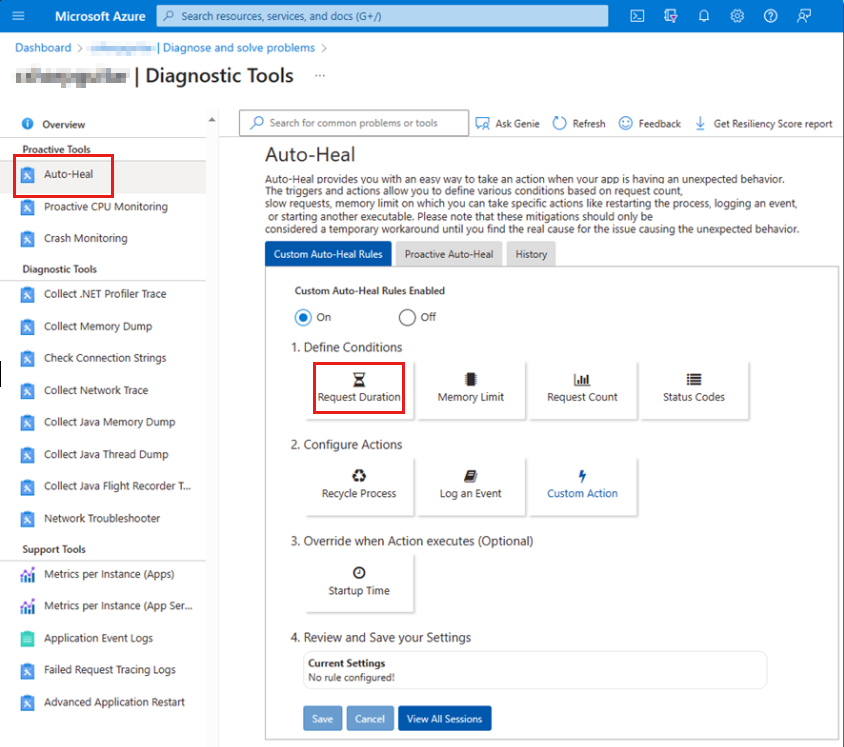 Microsoft Azure
Search resources, services, and docs (G+/)
Dashboard > | Diagnose and solve problems >
| Diagnostic Tools ...
Overview
Proactive Tools
Auto-Heal
Proactive CPU Monitoring
Crash Monitoring
Diagnostic Tools
Collect .NET Profiler Trace
Collect Memory Dump
Check Connection Strings
Collect Network Trace
Collect Java Memory Dump
Collect Java Thread Dump
Collect Java Flight Recorder T...
Network Troubleshooter
Support Tools
Metrics per Instance (Apps)
Metrics per Instance (App Ser...
Application Event Logs
Failed Request Tracing Logs
Advanced Application Restart
Search for common problems or tools
Ask Genie
Refresh
Feedback
Get Resiliency Score report
Auto-Heal
Auto-Heal provides you with an easy way to take an action when your app is having an unexpected behavior.
The triggers and actions allow you to define various conditions based on request count,
slow requests, memory limit on which you can take specific actions like restarting the process, logging an event,
or starting another executable. Please note that these mitigations should only be
considered a temporary workaround until you find the real cause for the issue causing the unexpected behavior.
Custom Auto-Heal Rules
Proactive Auto-Heal
History
Custom Auto-Heal Rules Enabled
On
Off
1. Define Conditions
Request Duration
Memory Limit
Request Count
Status Codes
2. Configure Actions
Recycle Process
Log an Event
Custom Action
3. Override when Action executes (Optional)
Startup Time
4. Review and Save your Settings
Current Settings
No rule configured!
Save
Cancel
View All Sessions